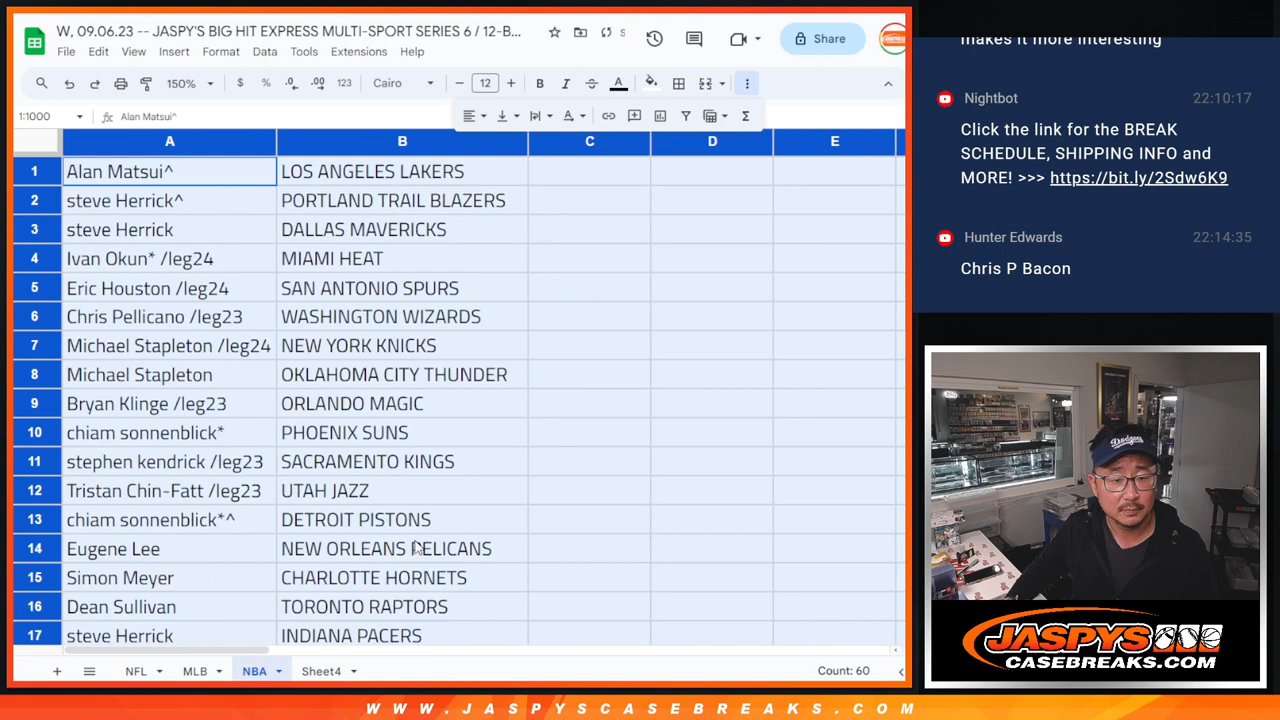 W, 09.06.23 -- JASPY'S BIG HIT EXPRESS MULTI-SPORT SERIES 6 / 12-B...
File Edit View Insert Format Data Tools Extensions Help
Share
150% $ % .0 .00 123 Cairo 12 B I A
1:1000 fx Alan Matsui^
A B C D E
1 Alan Matsui^ LOS ANGELES LAKERS
2 steve Herrick^ PORTLAND TRAIL BLAZERS
3 steve Herrick DALLAS MAVERICKS
4 Ivan Okun* /leg24 MIAMI HEAT
5 Eric Houston /leg24 SAN ANTONIO SPURS
6 Chris Pellicano /leg23 WASHINGTON WIZARDS
7 Michael Stapleton /leg24 NEW YORK KNICKS
8 Michael Stapleton OKLAHOMA CITY THUNDER
9 Bryan Klinge /leg23 ORLANDO MAGIC
10 chiam sonnenblick* PHOENIX SUNS
11 stephen kendrick /leg23 SACRAMENTO KINGS
12 Tristan Chin-Fatt /leg23 UTAH JAZZ
13 chiam sonnenblick*^ DETROIT PISTONS
14 Eugene Lee NEW ORLEANS PELICANS
15 Simon Meyer CHARLOTTE HORNETS
16 Dean Sullivan TORONTO RAPTORS
17 steve Herrick INDIANA PACERS
NFL MLB NBA Sheet4 Count: 60
makes it more interesting
Nightbot 22:10:17
Click the link for the BREAK
SCHEDULE, SHIPPING INFO and
MORE! >>> https://bit.ly/2Sdw6K9
Hunter Edwards 22:14:35
Chris P Bacon
Dodgers
JASPYS
CASEBREAKS.COM
WWW.JASPYSCASEBREAKS.COM